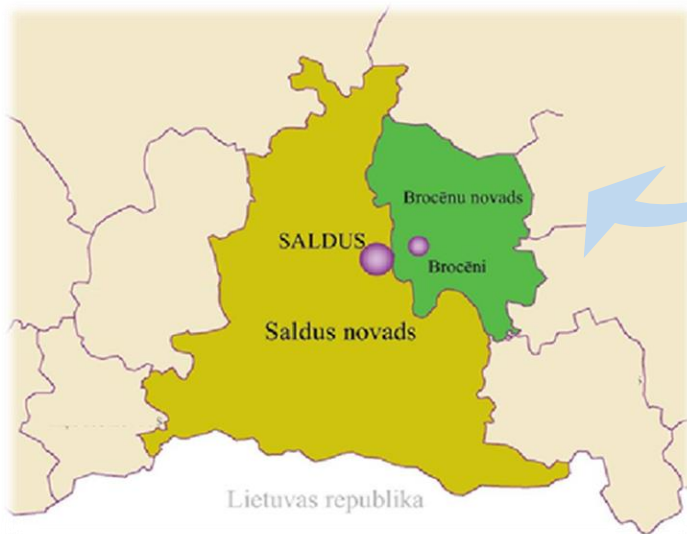 Brocēnu novads
SALDUS
Brocēni
Saldus novads
Lietuvas republika